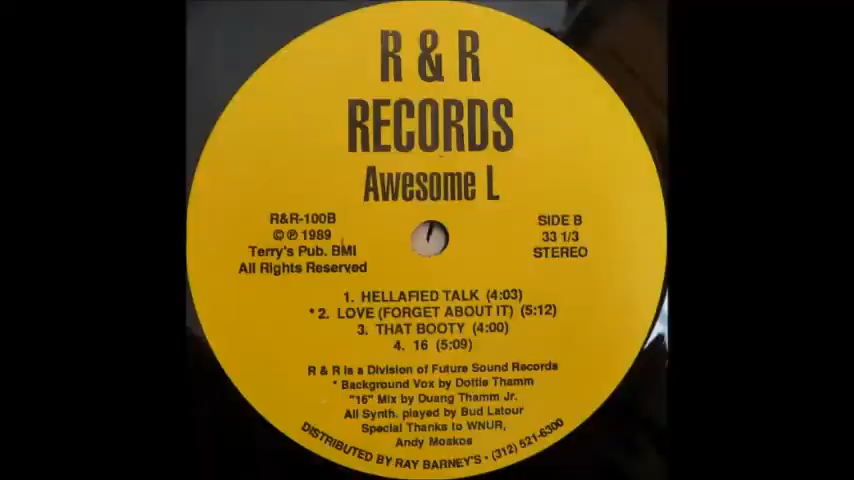 R & R
RECORDS
Awesome L
R&R-100B
© ℗ 1989
Terry's Pub. BMI
All Rights Reserved
SIDE B
33 1/3
STEREO
1. HELLAFIED TALK (4:03)
* 2. LOVE (FORGET ABOUT IT) (5:12)
3. THAT BOOTY (4:00)
4. 16 (5:09)
R & R is a Division of Future Sound Records
* Background Vox by Dottie Thamm
"16" Mix by Duang Thamm Jr.
All Synth. played by Bud Latour
Special Thanks to WNUR,
Andy Moskos
DISTRIBUTED BY RAY BARNEY'S • (312) 521-6300